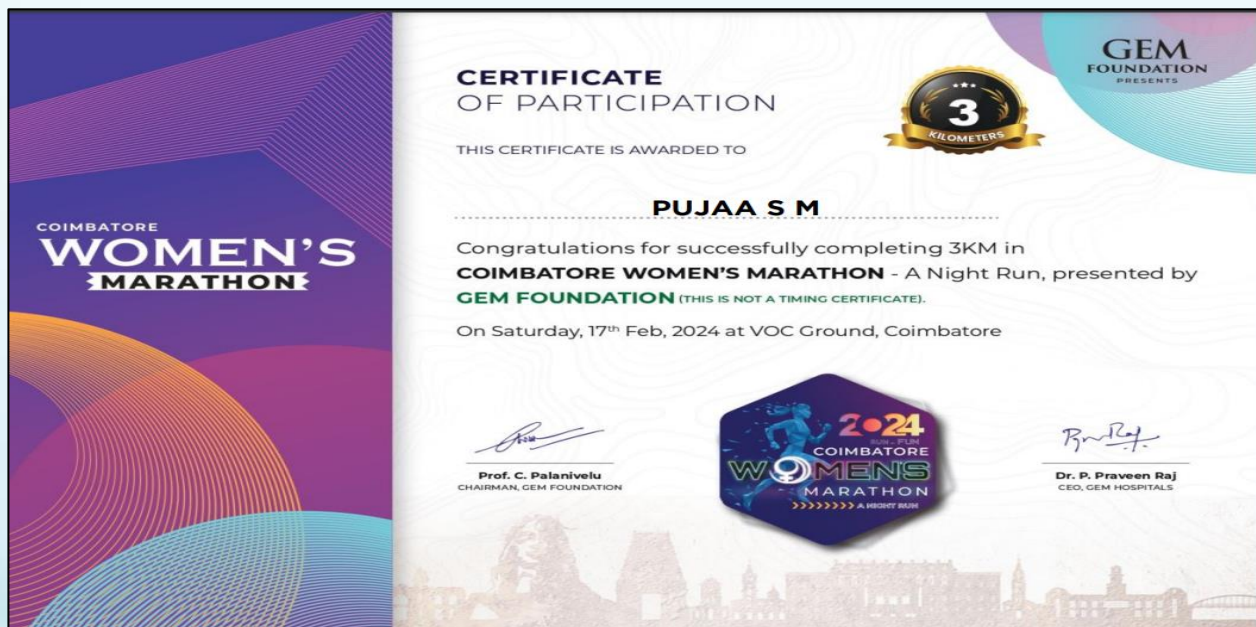 COIMBATORE
WOMEN'S
MARATHON
CERTIFICATE
OF PARTICIPATION
THIS CERTIFICATE IS AWARDED TO
3
KILOMETERS
GEM
FOUNDATION
PRESENTS
PUJAA S M
Congratulations for successfully completing 3KM in
COIMBATORE WOMEN'S MARATHON - A Night Run, presented by
GEM FOUNDATION (THIS IS NOT A TIMING CERTIFICATE).
On Saturday, 17th Feb, 2024 at VOC Ground, Coimbatore
Prof. C. Palanivelu
CHAIRMAN, GEM FOUNDATION
2024
RUN FUN
COIMBATORE
WOMEN'S
MARATHON
>>>>>>>> A NIGHT RUN
Dr. P. Praveen Raj
CEO, GEM HOSPITALS